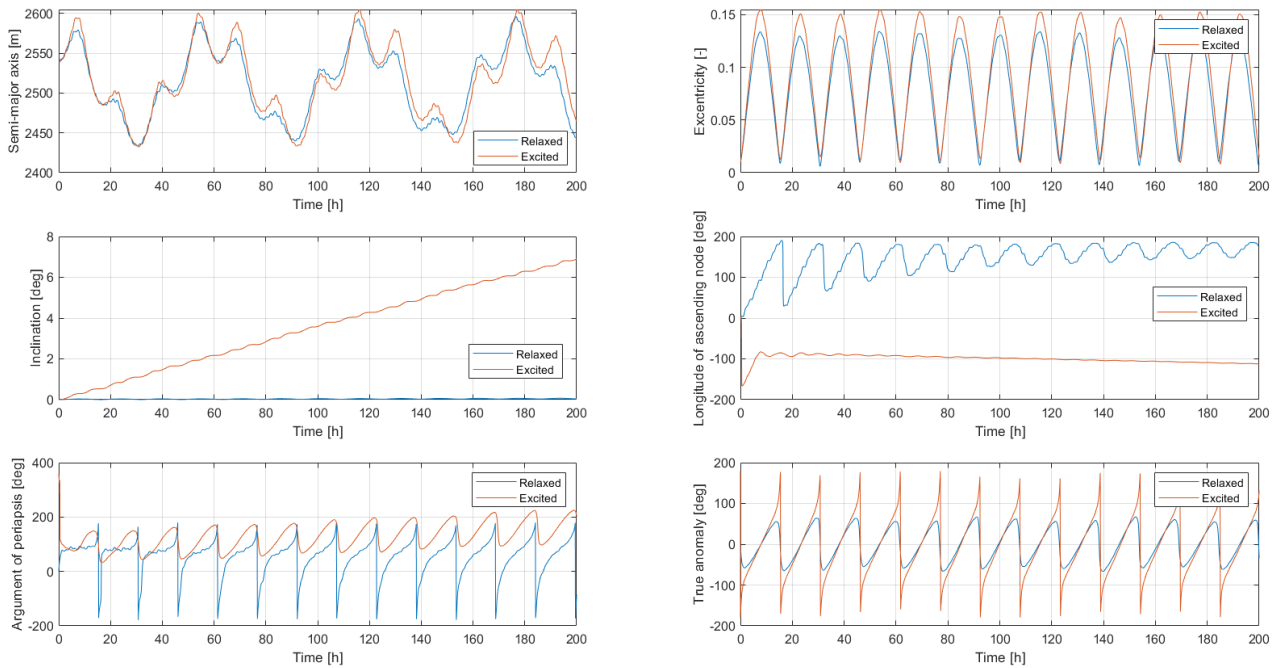 2600
2550
2500
2450
2400
Semi-major axis [m]
0 20 40 60 80 100 120 140 160 180 200
Time [h]
Relaxed
Excited
0.15
0.1
0.05
0
Excentricity [-]
0 20 40 60 80 100 120 140 160 180 200
Time [h]
Relaxed
Excited
8
6
4
2
0
Inclination [deg]
0 20 40 60 80 100 120 140 160 180 200
Time [h]
Relaxed
Excited
200
100
0
-100
-200
Longitude of ascending node [deg]
0 20 40 60 80 100 120 140 160 180 200
Time [h]
Relaxed
Excited
400
200
0
-200
Argument of periapsis [deg]
0 20 40 60 80 100 120 140 160 180 200
Time [h]
Relaxed
Excited
200
100
0
-100
-200
True anomaly [deg]
0 20 40 60 80 100 120 140 160 180 200
Time [h]
Relaxed
Excited